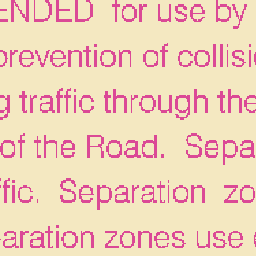 ENDED for use by
prevention of collisi
g traffic through the
of the Road. Sepa
ffic. Separation zo
aration zones use